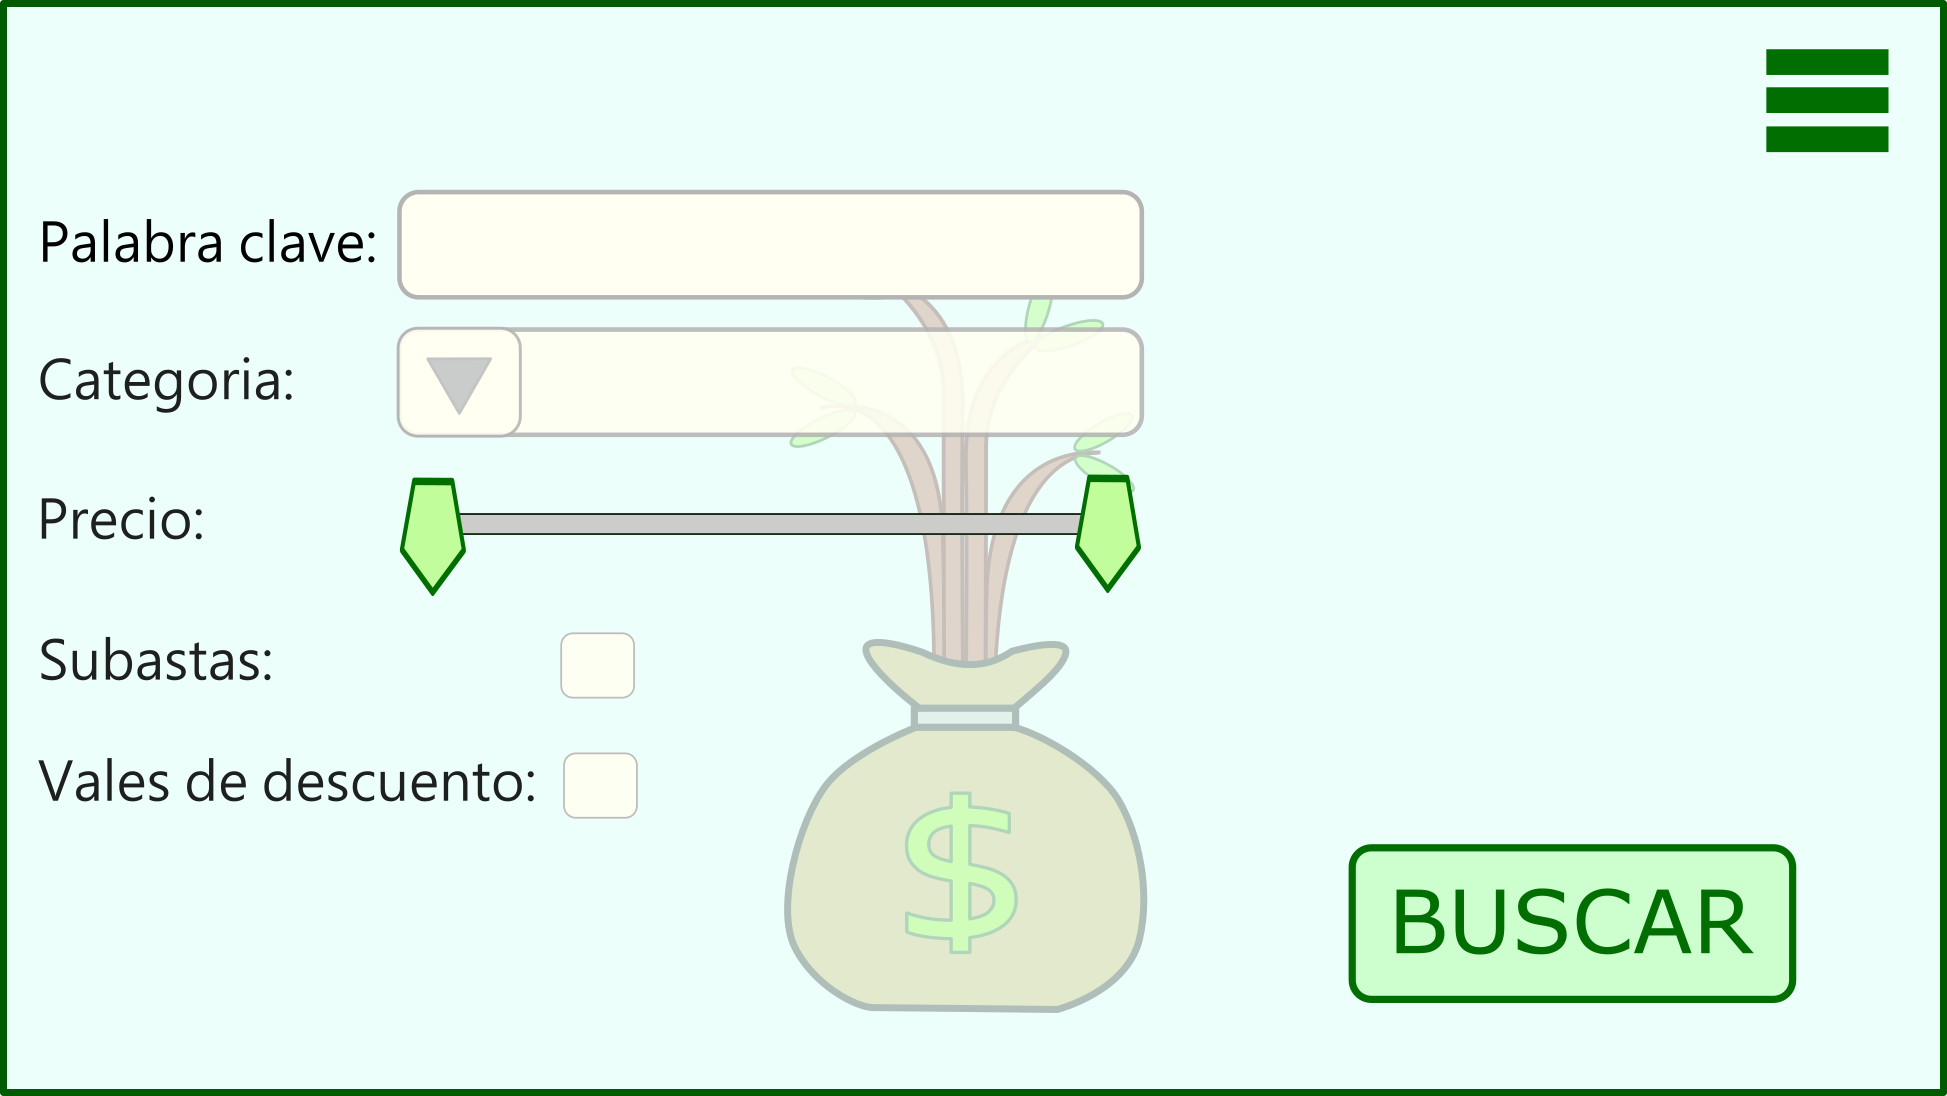 Palabra clave:
Categoria:
Precio:
Subastas:
Vales de descuento:
$
BUSCAR